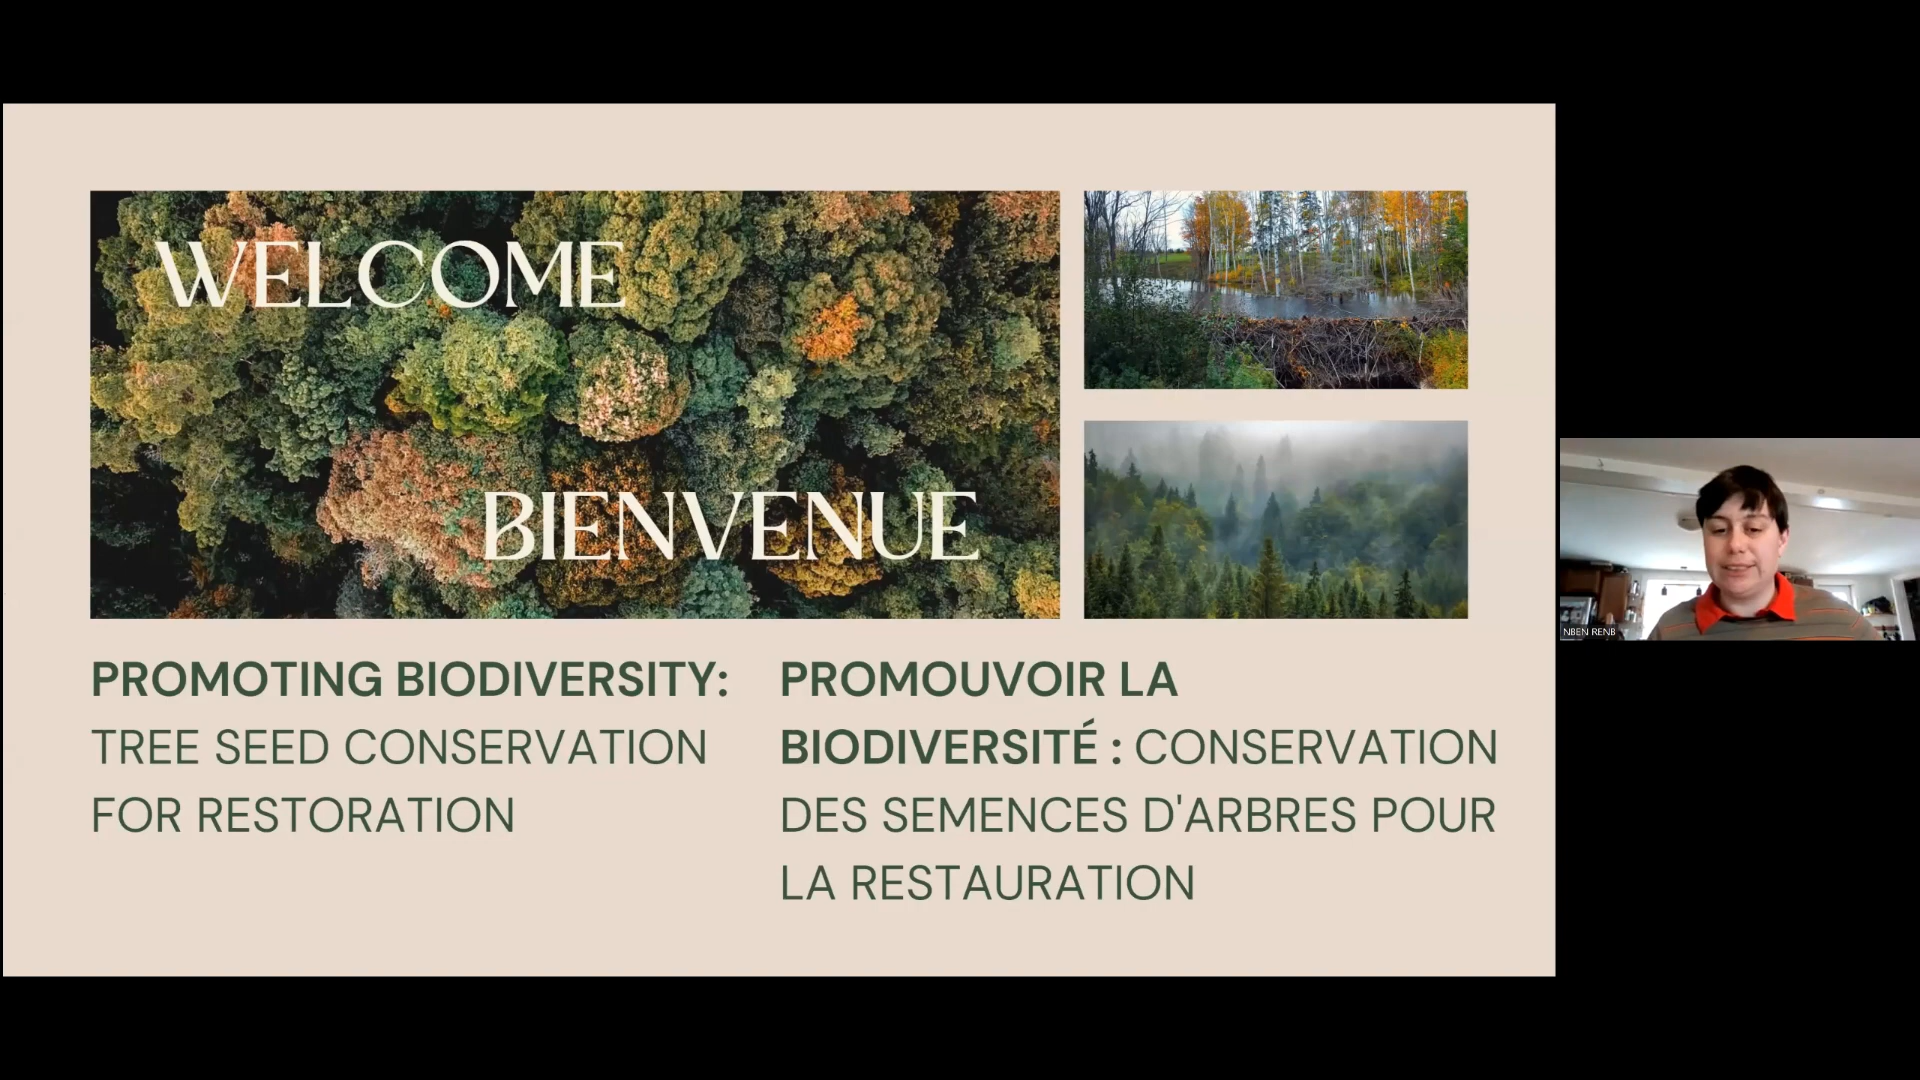 WELCOME
BIENVENUE
PROMOTING BIODIVERSITY:
TREE SEED CONSERVATION
FOR RESTORATION
PROMOUVOIR LA
BIODIVERSITÉ : CONSERVATION
DES SEMENCES D'ARBRES POUR
LA RESTAURATION
NBEN RENB